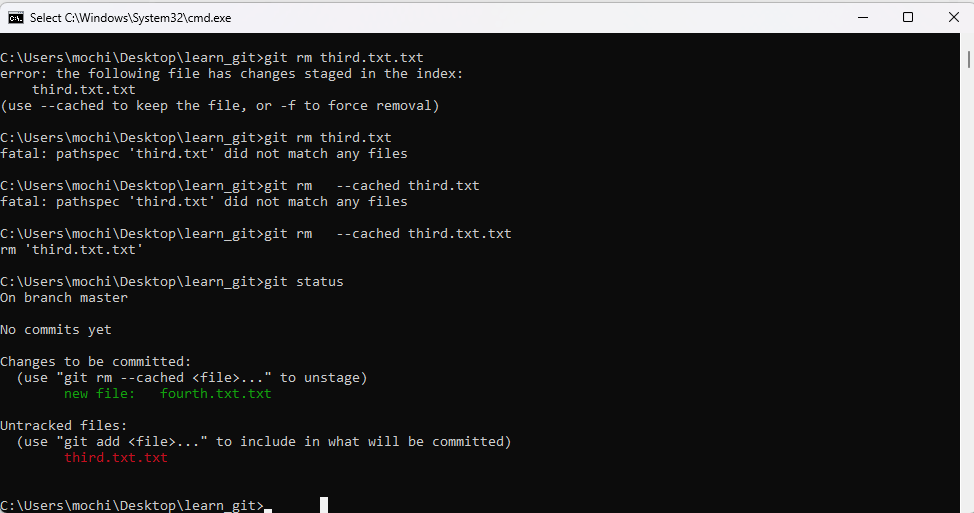 Select C:\Windows\System32\cmd.exe
C:\Users\mochi\Desktop\learn_git>git rm third.txt.txt
error: the following file has changes staged in the index:
    third.txt.txt
(use --cached to keep the file, or -f to force removal)
C:\Users\mochi\Desktop\learn_git>git rm third.txt
fatal: pathspec 'third.txt' did not match any files
C:\Users\mochi\Desktop\learn_git>git rm   --cached third.txt
fatal: pathspec 'third.txt' did not match any files
C:\Users\mochi\Desktop\learn_git>git rm   --cached third.txt.txt
rm 'third.txt.txt'
C:\Users\mochi\Desktop\learn_git>git status
On branch master
No commits yet
Changes to be committed:
  (use "git rm --cached <file>..." to unstage)
        new file:   fourth.txt.txt
Untracked files:
  (use "git add <file>..." to include in what will be committed)
        third.txt.txt
C:\Users\mochi\Desktop\learn_git>